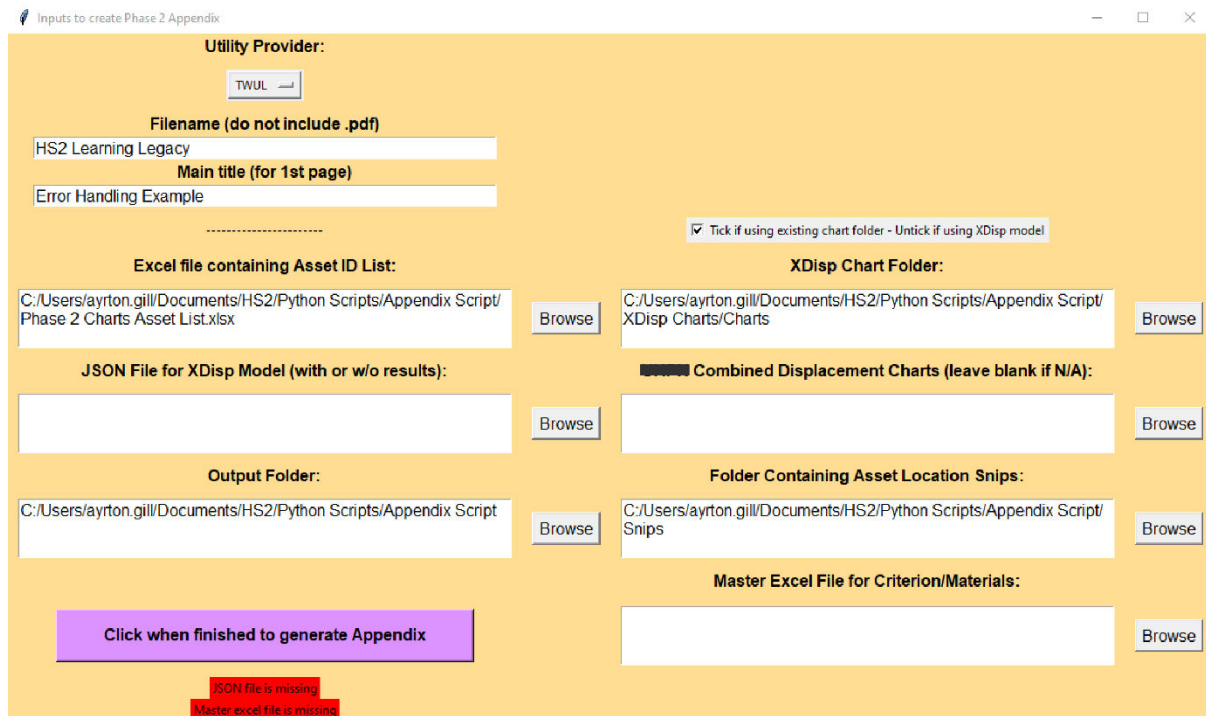 Inputs to create Phase 2 Appendix
Utility Provider:
TWUL
Filename (do not include .pdf)
HS2 Learning Legacy
Main title (for 1st page)
Error Handling Example
-----------------------
Tick if using existing chart folder - Untick if using XDisp model
Excel file containing Asset ID List:
C:/Users/ayrton.gill/Documents/HS2/Python Scripts/Appendix Script/
Phase 2 Charts Asset List.xlsx
Browse
XDisp Chart Folder:
C:/Users/ayrton.gill/Documents/HS2/Python Scripts/Appendix Script/
XDisp Charts/Charts
Browse
JSON File for XDisp Model (with or w/o results):
Browse
Combined Displacement Charts (leave blank if N/A):
Browse
Output Folder:
C:/Users/ayrton.gill/Documents/HS2/Python Scripts/Appendix Script
Browse
Folder Containing Asset Location Snips:
C:/Users/ayrton.gill/Documents/HS2/Python Scripts/Appendix Script/
Snips
Browse
Master Excel File for Criterion/Materials:
Browse
Click when finished to generate Appendix
JSON file is missing
Master excel file is missing